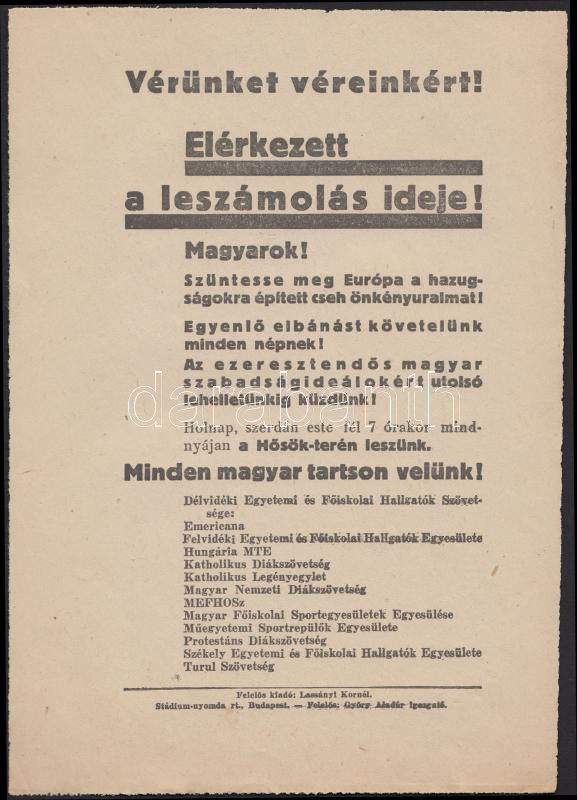 Vérünket véreinkért!
Elérkezett
a leszámolás ideje!
Magyarok!
Szüntesse meg Európa a hazug-
ságokra épített cseh önkényuralmat!
Egyenlő elbánást követelünk
minden népnek!
Az ezeresztendős magyar
szabadságideálokért utolsó
lehelletünkig küzdünk!
Holnap, szerdán este fél 7 órakor mind-
nyájan a Hősök-terén leszünk.
Minden magyar tartson velünk!
Délvidéki Egyetemi és Főiskolai Hallgatók Szövet-
sége:
Emericana
Felvidéki Egyetemi és Főiskolai Hallgatók Egyesülete
Hungária MTE
Katholikus Diákszövetség
Katholikus Legényegylet
Magyar Nemzeti Diákszövetség
MEFHOSz
Magyar Főiskolai Sportegyesületek Egyesülése
Műegyetemi Sportrepülők Egyesülete
Protestáns Diákszövetség
Székely Egyetemi és Főiskolai Hallgatók Egyesülete
Turul Szövetség
Felelős kiadó: Lassányi Kornél.
Stádium-nyomda rt., Budapest. — Felelős: Győry Aladár igazgató.
darabanth